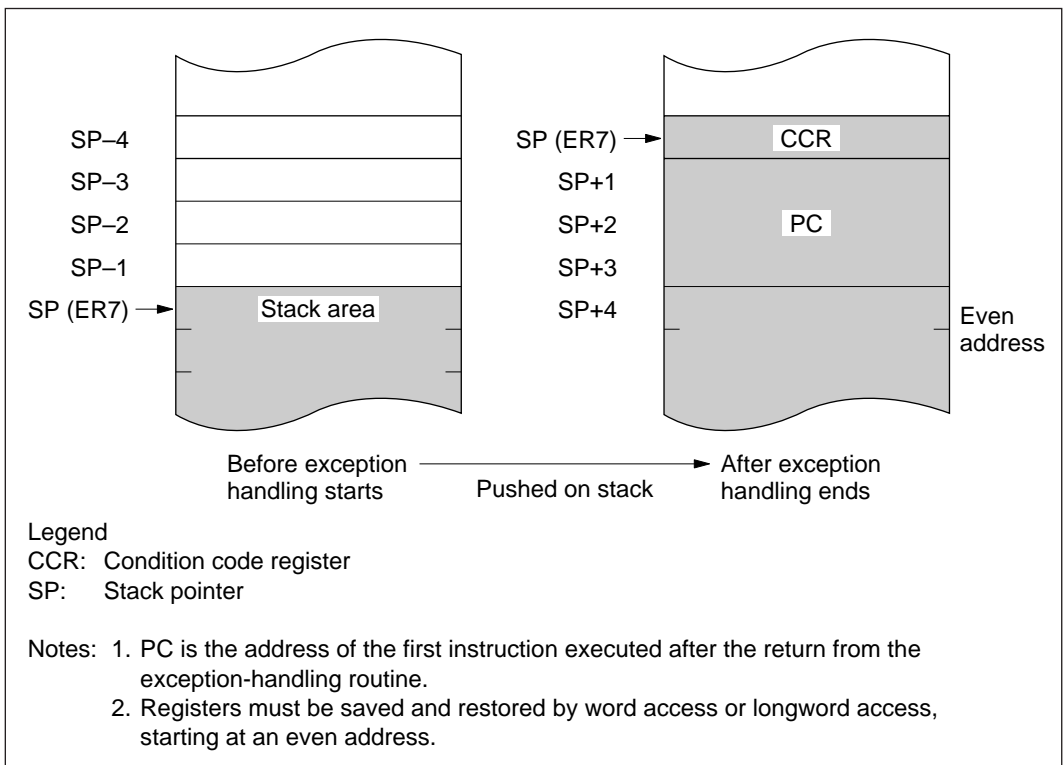 SP–4
SP–3
SP–2
SP–1
SP (ER7)
Stack area
SP (ER7)
SP+1
SP+2
SP+3
SP+4
CCR
PC
Even
address
Before exception
handling starts
Pushed on stack
After exception
handling ends
Legend
CCR: Condition code register
SP: Stack pointer
Notes: 1. PC is the address of the first instruction executed after the return from the
exception-handling routine.
2. Registers must be saved and restored by word access or longword access,
starting at an even address.